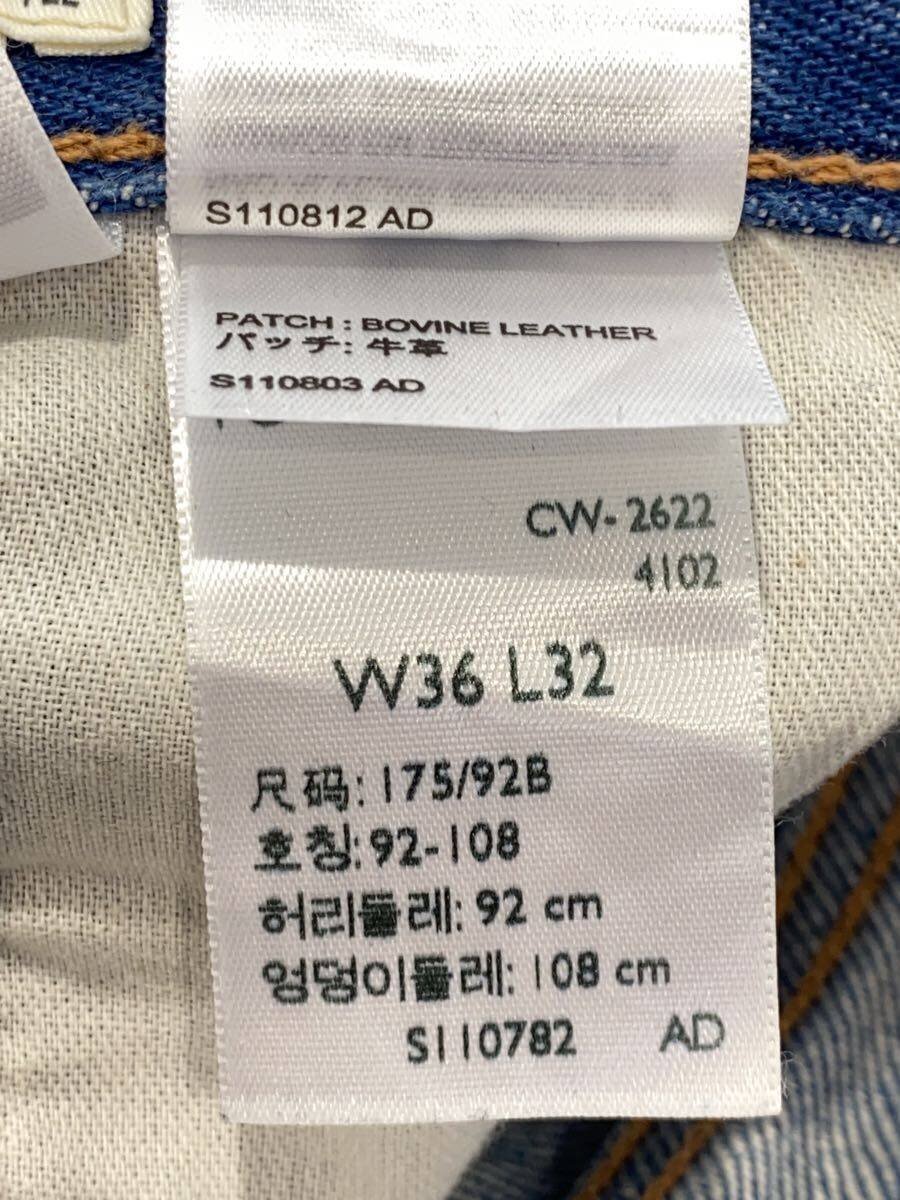 S110812 AD
PATCH : BOVINE LEATHER
パッチ: 牛革
S110803 AD
CW-2622
4102
W36 L32
尺码: 175/92B
호칭: 92-108
허리둘레: 92 cm
엉덩이둘레: 108 cm
S110782 AD